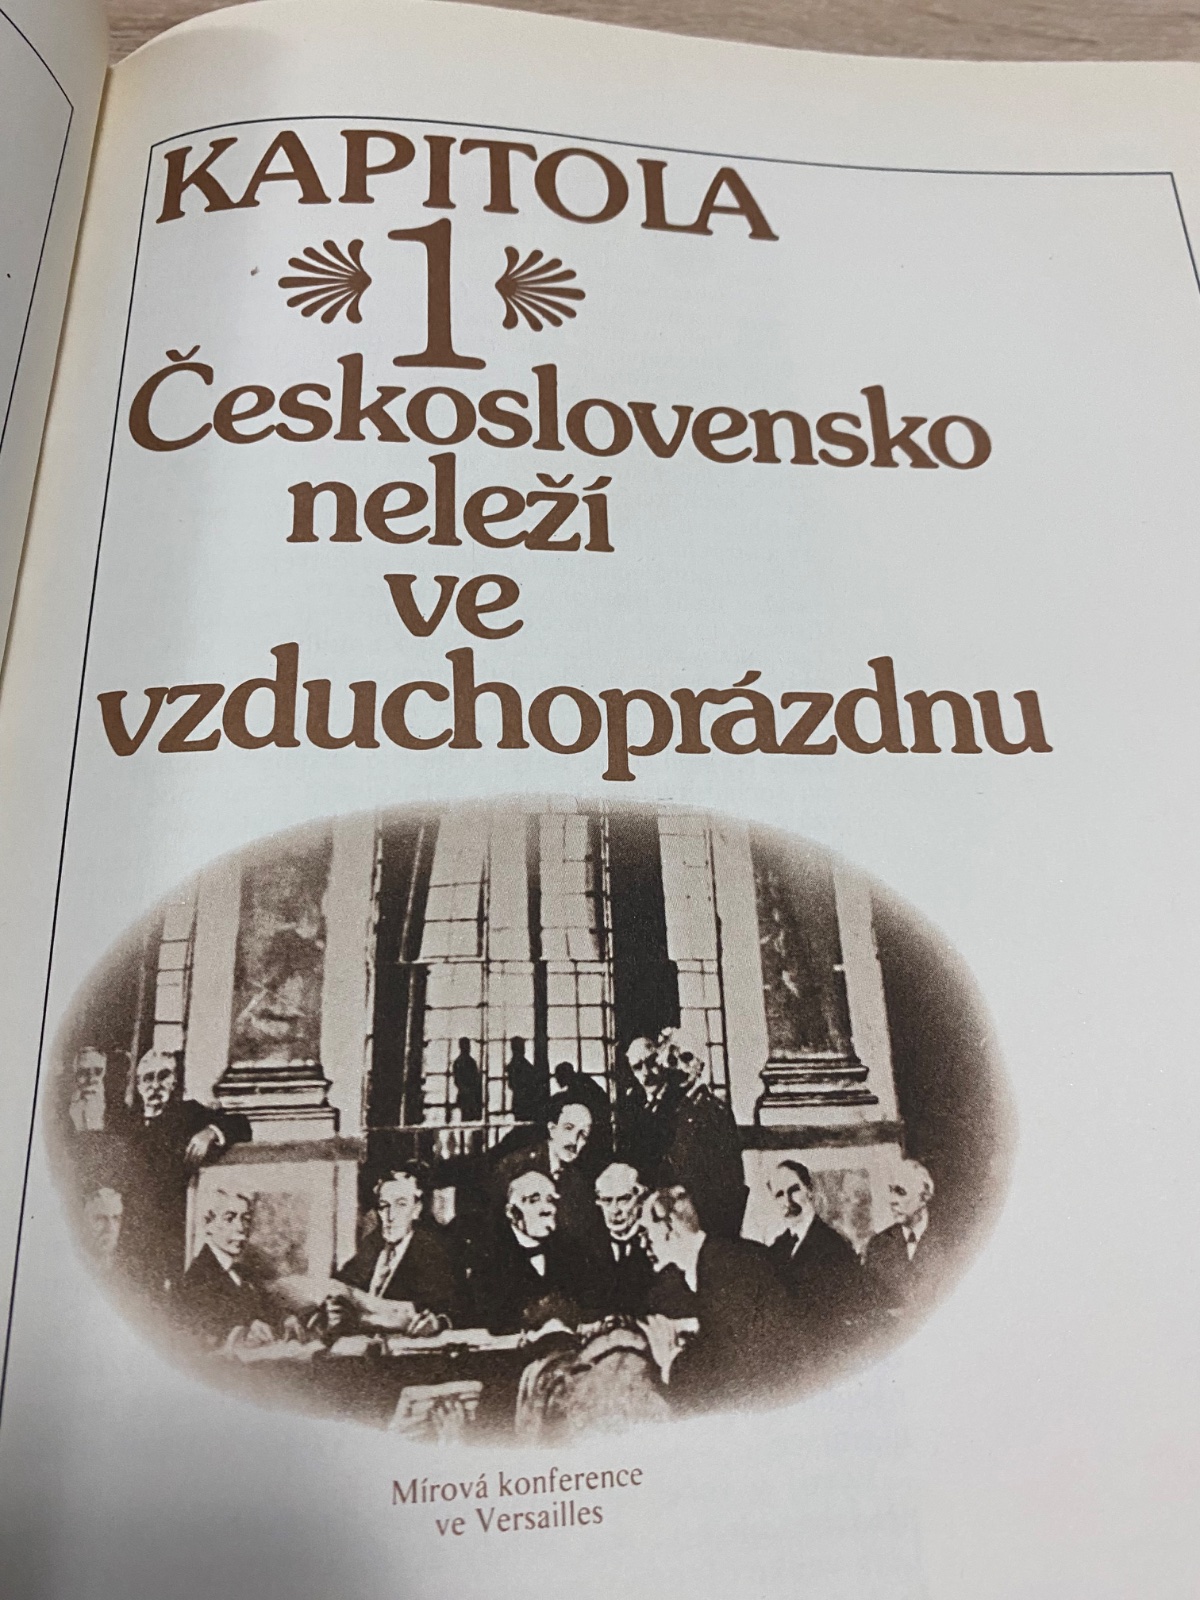 KAPITOLA
1
Československo
neleží
ve
vzduchoprázdnu
Mírová konference
ve Versailles